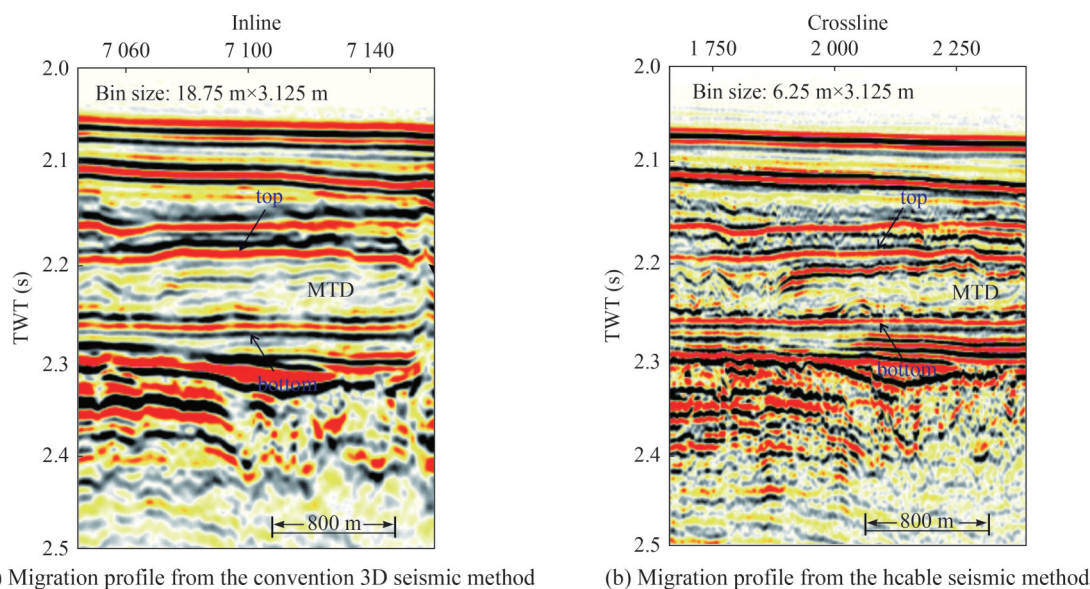 Inline
7 060 7 100 7 140
2.0
Bin size: 18.75 m×3.125 m
2.1
top
2.2
MTD
TWT (s)
2.3
bottom
2.4
800 m
2.5
) Migration profile from the convention 3D seismic method
Crossline
1 750 2 000 2 250
2.0
Bin size: 6.25 m×3.125 m
2.1
top
2.2
MTD
TWT (s)
2.3
bottom
2.4
800 m
2.5
(b) Migration profile from the hcable seismic method